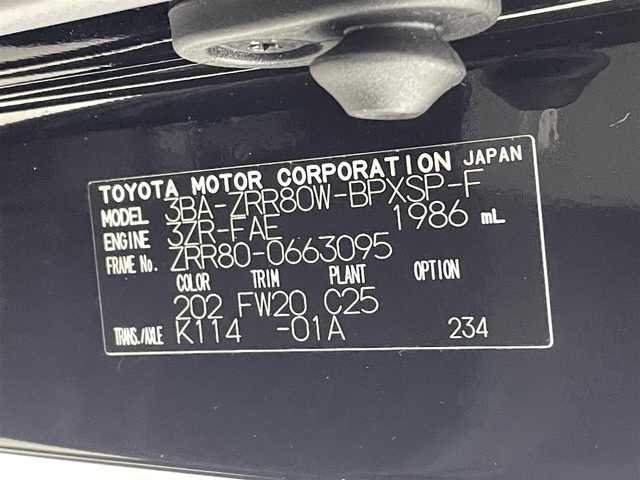 TOYOTA MOTOR CORPORATION JAPAN
MODEL 3BA-ZRR80W-BPXSP-F
ENGINE 3ZR-FAE 1986 mL
FRAME No. ZRR80-0663095
COLOR TRIM PLANT OPTION
202 FW20 C25
TRANS./AXLE K114 -01A 234